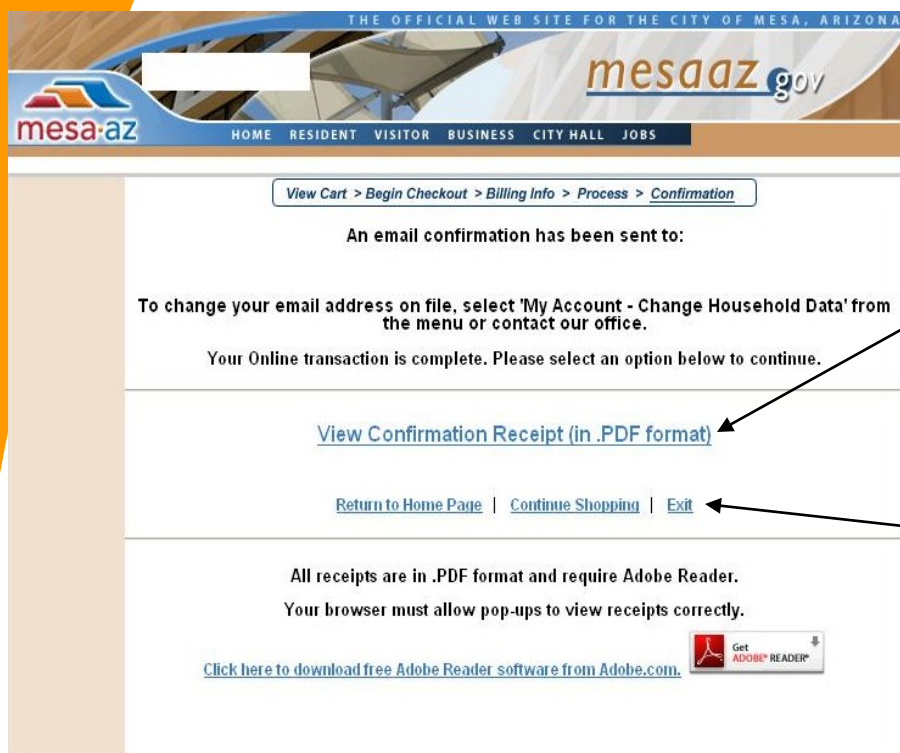 THE OFFICIAL WEB SITE FOR THE CITY OF MESA, ARIZONA
mesaaz gov
mesa·az
HOME RESIDENT VISITOR BUSINESS CITY HALL JOBS
View Cart > Begin Checkout > Billing Info > Process > Confirmation
An email confirmation has been sent to:
To change your email address on file, select 'My Account - Change Household Data' from
the menu or contact our office.
Your Online transaction is complete. Please select an option below to continue.
View Confirmation Receipt (in .PDF format)
Return to Home Page | Continue Shopping | Exit
All receipts are in .PDF format and require Adobe Reader.
Your browser must allow pop-ups to view receipts correctly.
Click here to download free Adobe Reader software from Adobe.com.
Get
ADOBE® READER®